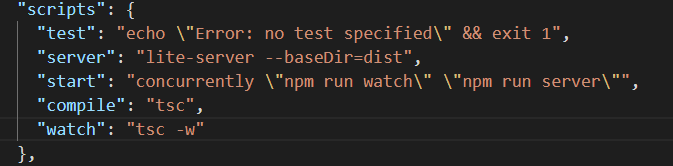 "scripts": {
"test": "echo \"Error: no test specified\" && exit 1",
"server": "lite-server --baseDir=dist",
"start": "concurrently \"npm run watch\" \"npm run server\"",
"compile": "tsc",
"watch": "tsc -w"
},